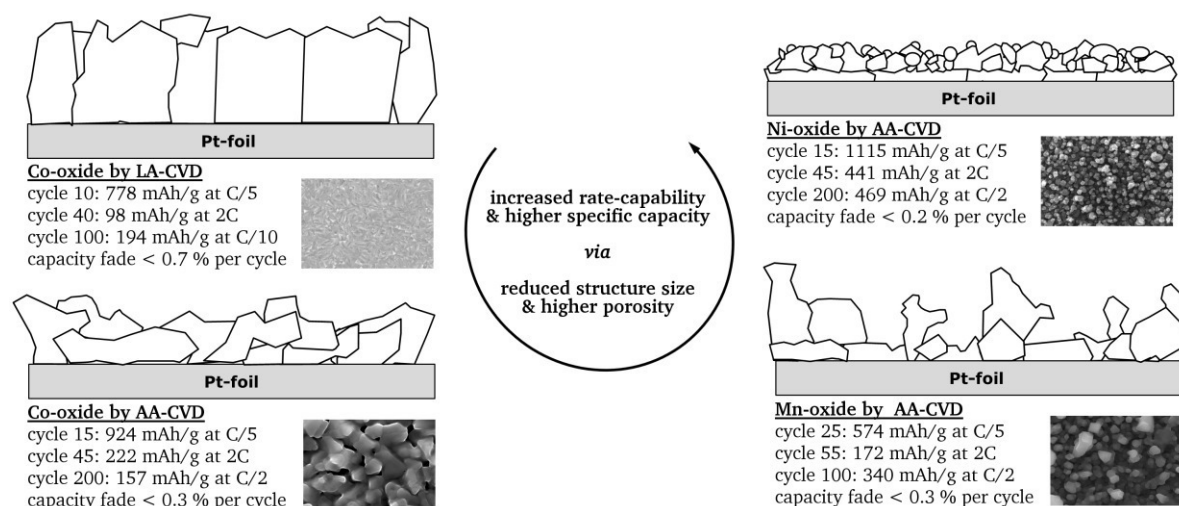 Pt-foil
Co-oxide by LA-CVD
cycle 10: 778 mAh/g at C/5
cycle 40: 98 mAh/g at 2C
cycle 100: 194 mAh/g at C/10
capacity fade < 0.7 % per cycle
Pt-foil
Co-oxide by AA-CVD
cycle 15: 924 mAh/g at C/5
cycle 45: 222 mAh/g at 2C
cycle 200: 157 mAh/g at C/2
capacity fade < 0.3 % per cycle
increased rate-capability
& higher specific capacity
via
reduced structure size
& higher porosity
Pt-foil
Ni-oxide by AA-CVD
cycle 15: 1115 mAh/g at C/5
cycle 45: 441 mAh/g at 2C
cycle 200: 469 mAh/g at C/2
capacity fade < 0.2 % per cycle
Pt-foil
Mn-oxide by AA-CVD
cycle 25: 574 mAh/g at C/5
cycle 55: 172 mAh/g at 2C
cycle 100: 340 mAh/g at C/2
capacity fade < 0.3 % per cycle